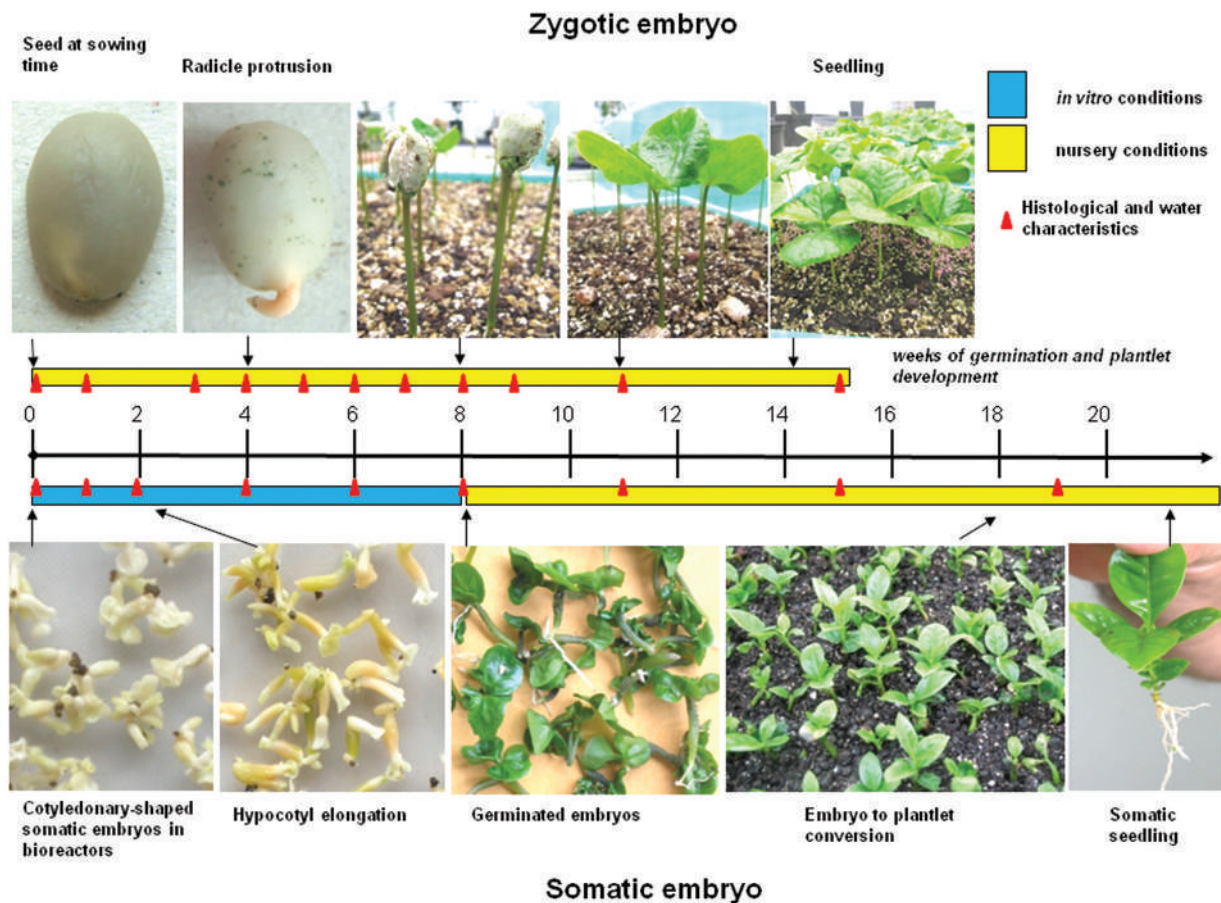 Zygotic embryo
Seed at sowing
time
Radicle protrusion
Seedling
in vitro conditions
nursery conditions
Histological and water
characteristics
weeks of germination and plantlet
development
0 2 4 6 8 10 12 14 16 18 20
Cotyledonary-shaped
somatic embryos in
bioreactors
Hypocotyl elongation
Germinated embryos
Embryo to plantlet
conversion
Somatic
seedling
Somatic embryo